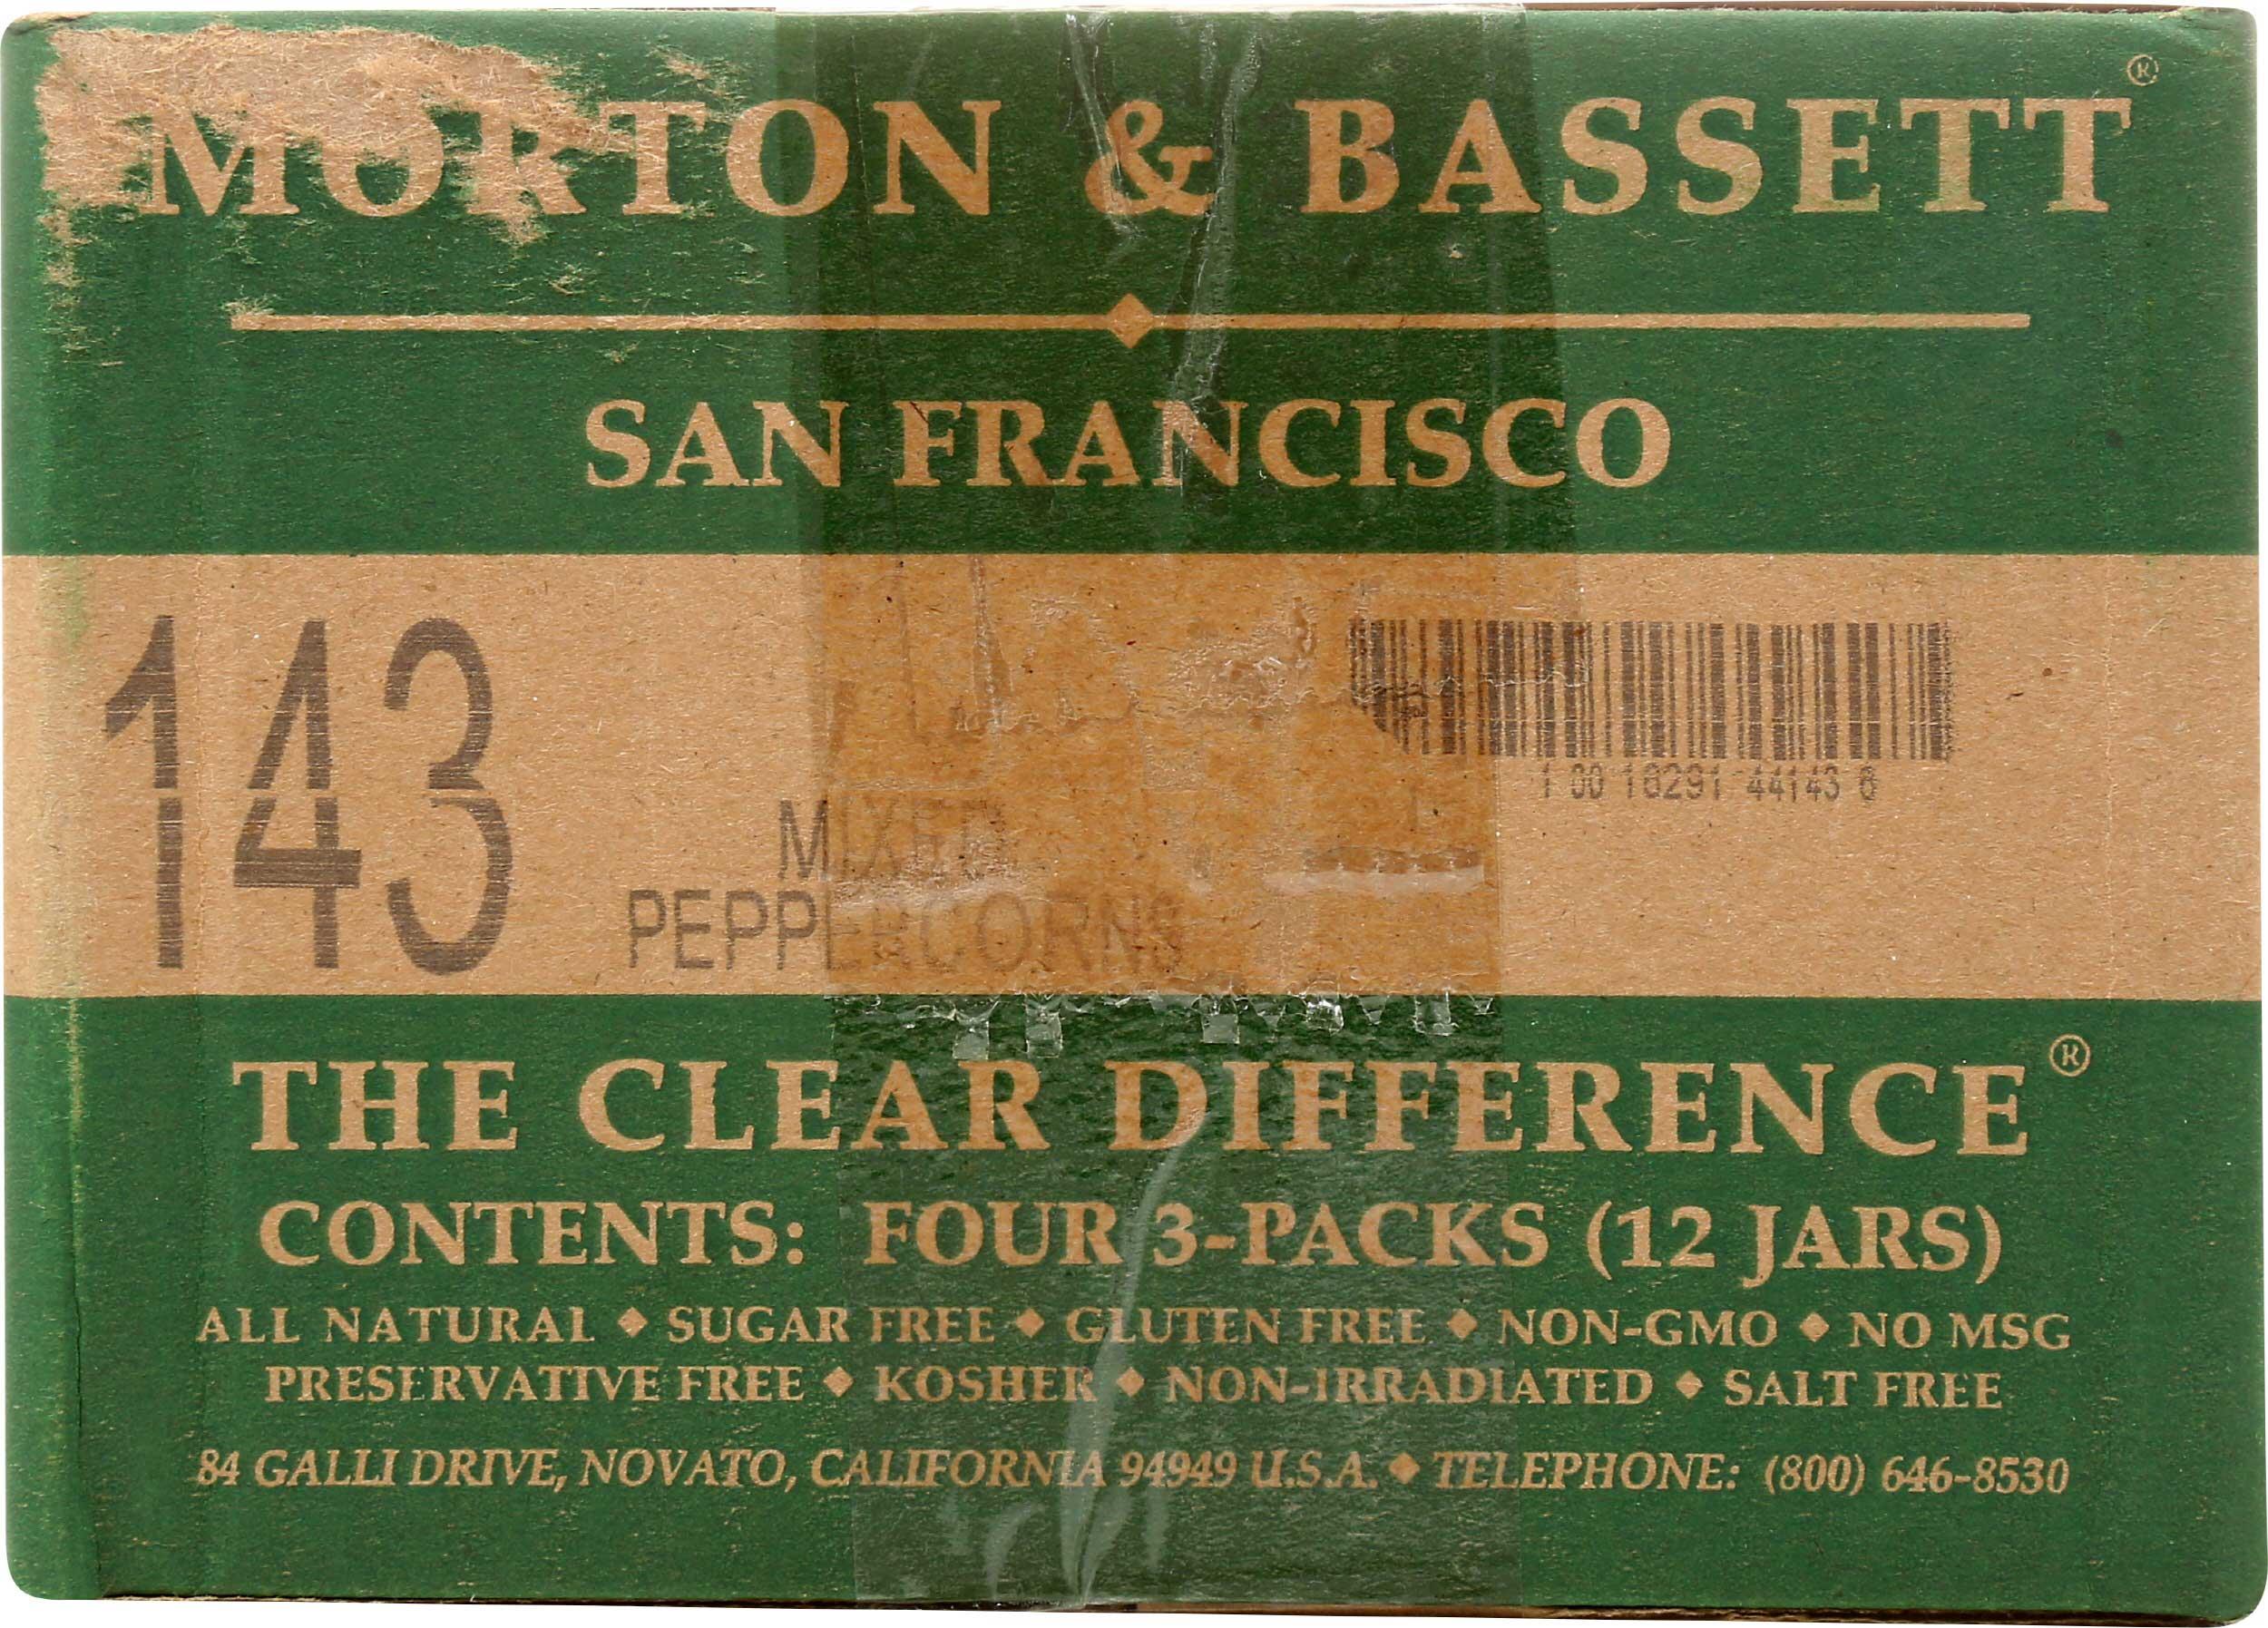 MORTON & BASSETT®
SAN FRANCISCO
143
1 00 16291 44143 6
MIXED
PEPPERCORNS
THE CLEAR DIFFERENCE®
CONTENTS: FOUR 3-PACKS (12 JARS)
ALL NATURAL ◆ SUGAR FREE ◆ GLUTEN FREE ◆ NON-GMO ◆ NO MSG
PRESERVATIVE FREE ◆ KOSHER ◆ NON-IRRADIATED ◆ SALT FREE
84 GALLI DRIVE, NOVATO, CALIFORNIA 94949 U.S.A. ◆ TELEPHONE: (800) 646-8530